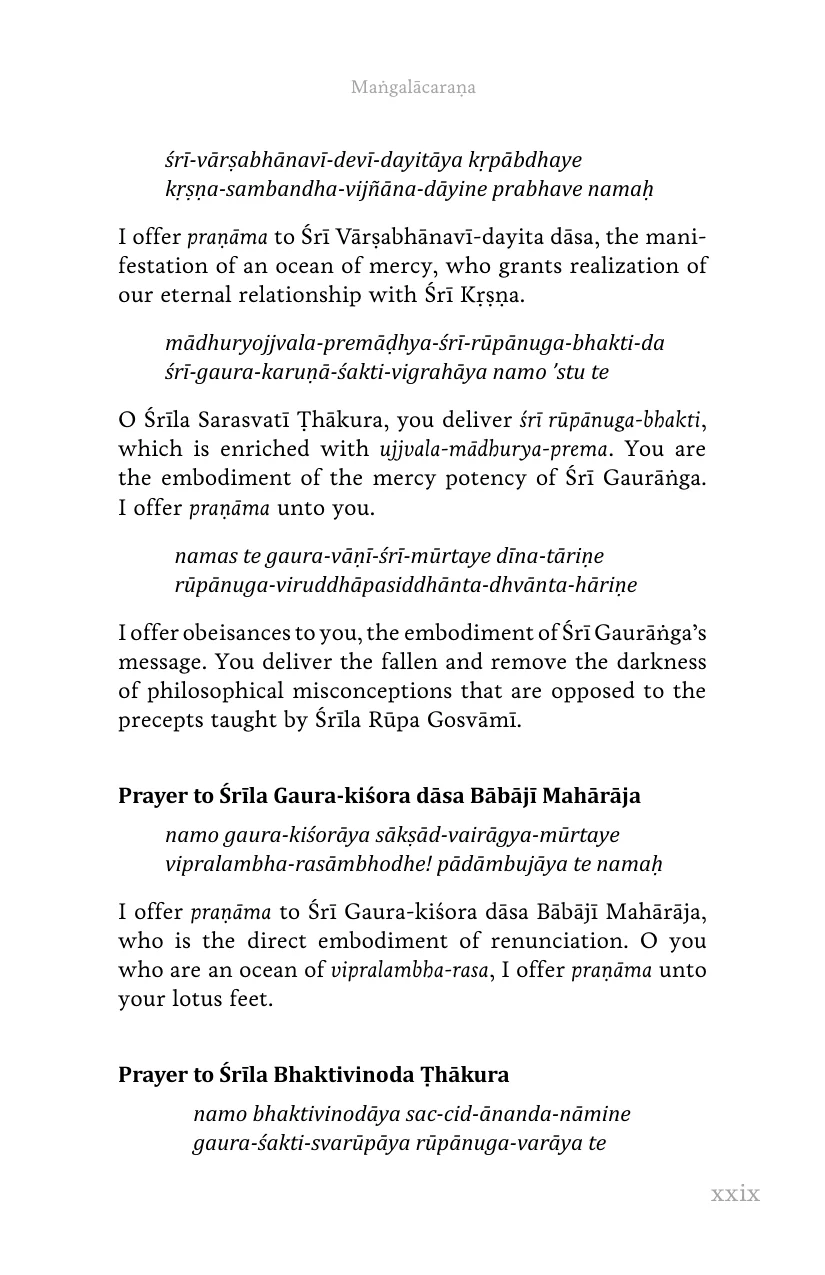 Maṅgalācaraṇa
śrī-vārṣabhānavī-devī-dayitāya kṛpābdhaye
kṛṣṇa-sambandha-vijñāna-dāyine prabhave namaḥ
I offer praṇāma to Śrī Vārṣabhānavī-dayita dāsa, the mani-
festation of an ocean of mercy, who grants realization of
our eternal relationship with Śrī Kṛṣṇa.
mādhuryojjvala-premāḍhya-śrī-rūpānuga-bhakti-da
śrī-gaura-karuṇā-śakti-vigrahāya namo ’stu te
O Śrīla Sarasvatī Ṭhākura, you deliver śrī rūpānuga-bhakti,
which is enriched with ujjvala-mādhurya-prema. You are
the embodiment of the mercy potency of Śrī Gaurāṅga.
I offer praṇāma unto you.
namas te gaura-vāṇī-śrī-mūrtaye dīna-tāriṇe
rūpānuga-viruddhāpasiddhānta-dhvānta-hāriṇe
I offer obeisances to you, the embodiment of Śrī Gaurāṅga’s
message. You deliver the fallen and remove the darkness
of philosophical misconceptions that are opposed to the
precepts taught by Śrīla Rūpa Gosvāmī.
Prayer to Śrīla Gaura-kiśora dāsa Bābājī Mahārāja
namo gaura-kiśorāya sākṣād-vairāgya-mūrtaye
vipralambha-rasāmbhodhe! pādāmbujāya te namaḥ
I offer praṇāma to Śrī Gaura-kiśora dāsa Bābājī Mahārāja,
who is the direct embodiment of renunciation. O you
who are an ocean of vipralambha-rasa, I offer praṇāma unto
your lotus feet.
Prayer to Śrīla Bhaktivinoda Ṭhākura
namo bhaktivinodāya sac-cid-ānanda-nāmine
gaura-śakti-svarūpāya rūpānuga-varāya te
xxix